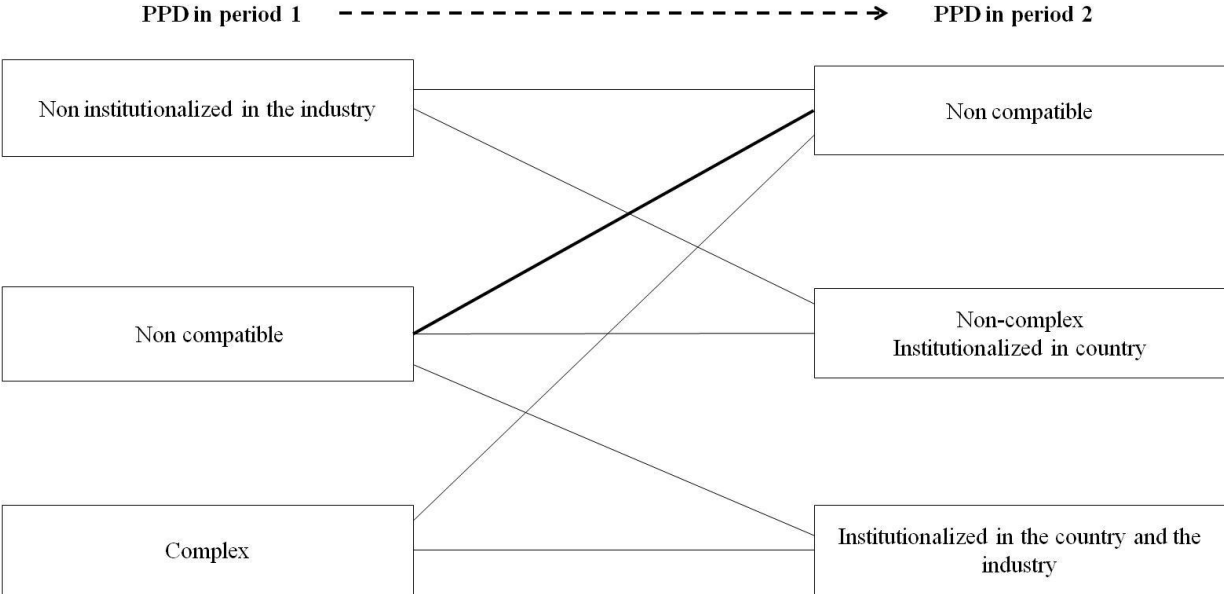 PPD in period 1
PPD in period 2
Non institutionalized in the industry
Non compatible
Non compatible
Non-complex
Institutionalized in country
Complex
Institutionalized in the country and the
industry